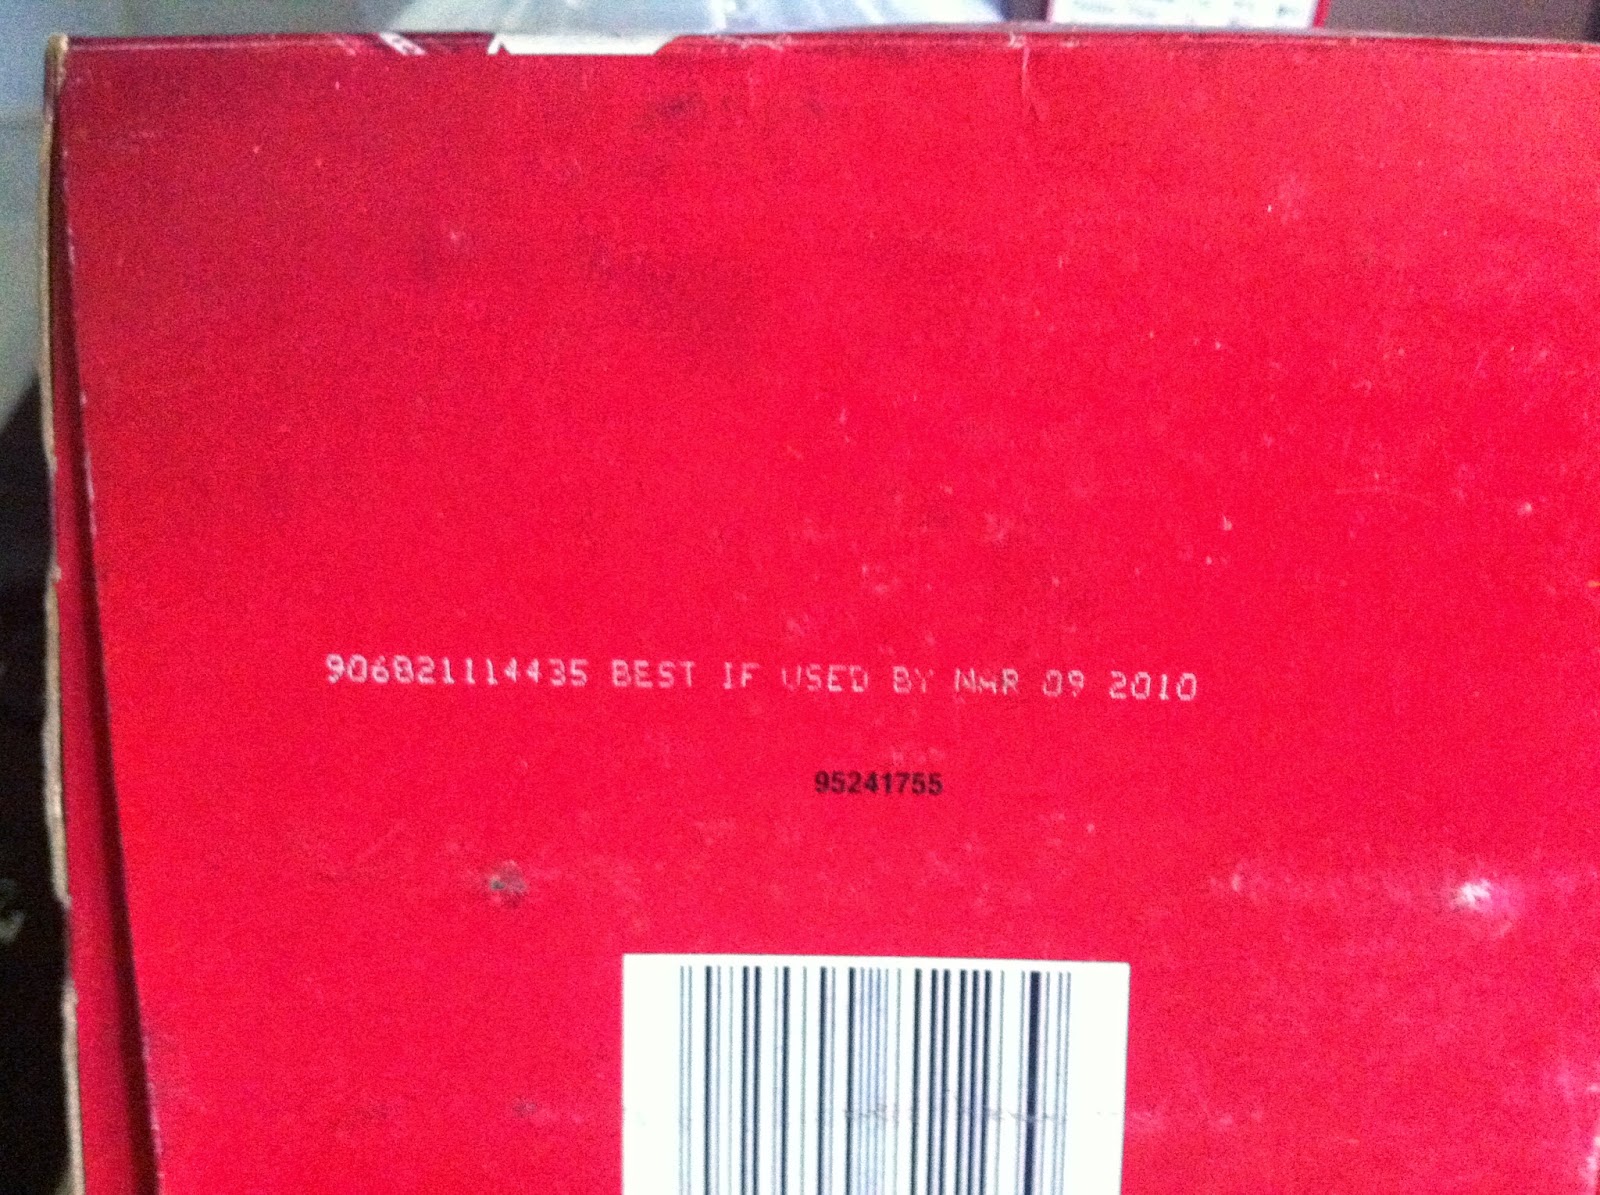 906821114435 BEST IF USED BY MAR 09 2010
95241755